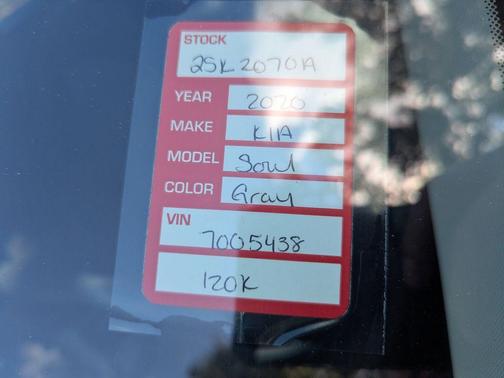 STOCK
25K2070A
YEAR 2020
MAKE KIA
MODEL Soul
COLOR Gray
VIN
7005438
120K